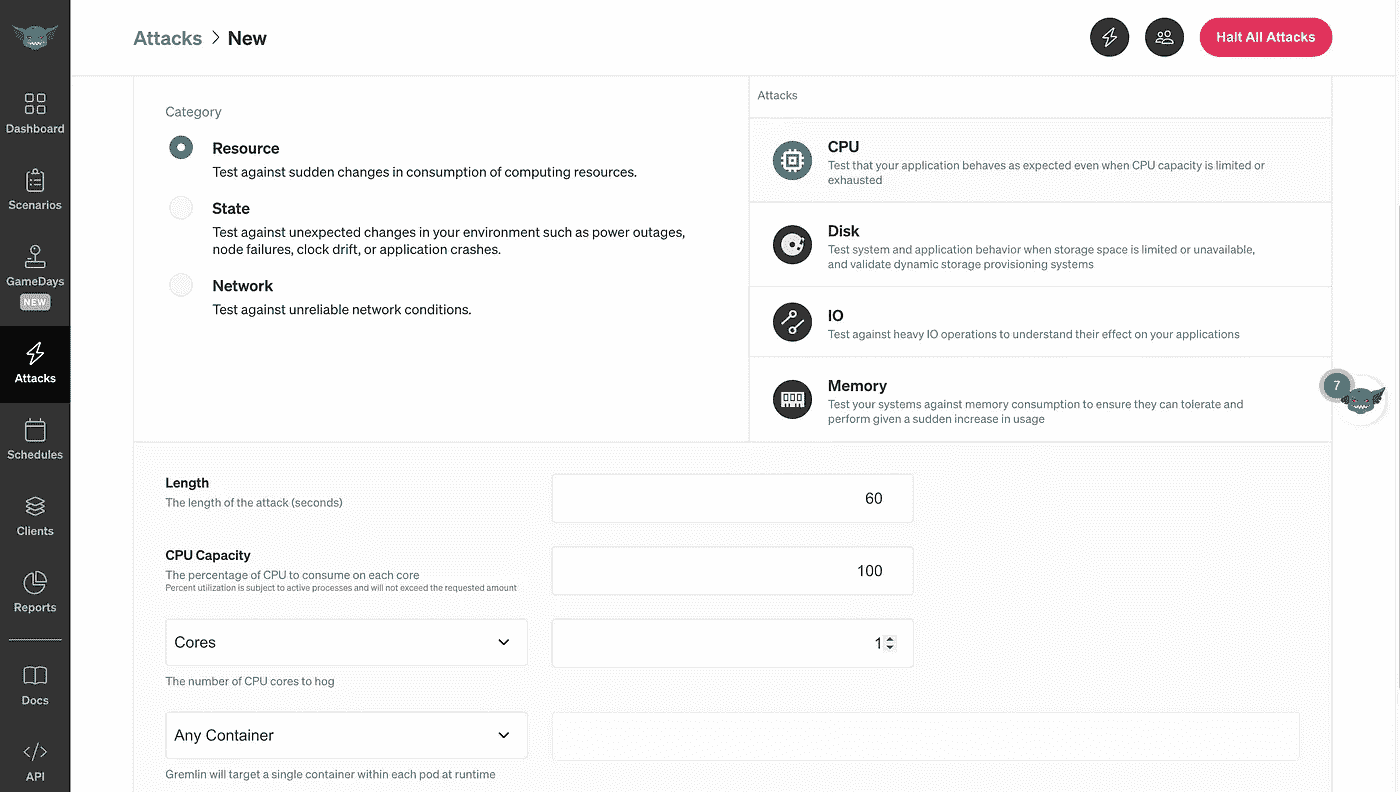 Attacks > New
Halt All Attacks
Dashboard
Scenarios
GameDays
NEW
Attacks
Schedules
Clients
Reports
Docs
API
Category
Resource
Test against sudden changes in consumption of computing resources.
State
Test against unexpected changes in your environment such as power outages,
node failures, clock drift, or application crashes.
Network
Test against unreliable network conditions.
Attacks
CPU
Test that your application behaves as expected even when CPU capacity is limited or
exhausted
Disk
Test system and application behavior when storage space is limited or unavailable,
and validate dynamic storage provisioning systems
IO
Test against heavy IO operations to understand their effect on your applications
Memory
Test your systems against memory consumption to ensure they can tolerate and
perform given a sudden increase in usage
7
Length
The length of the attack (seconds)
60
CPU Capacity
The percentage of CPU to consume on each core
Percent utilization is subject to active processes and will not exceed the requested amount
100
Cores
1
The number of CPU cores to hog
Any Container
Gremlin will target a single container within each pod at runtime